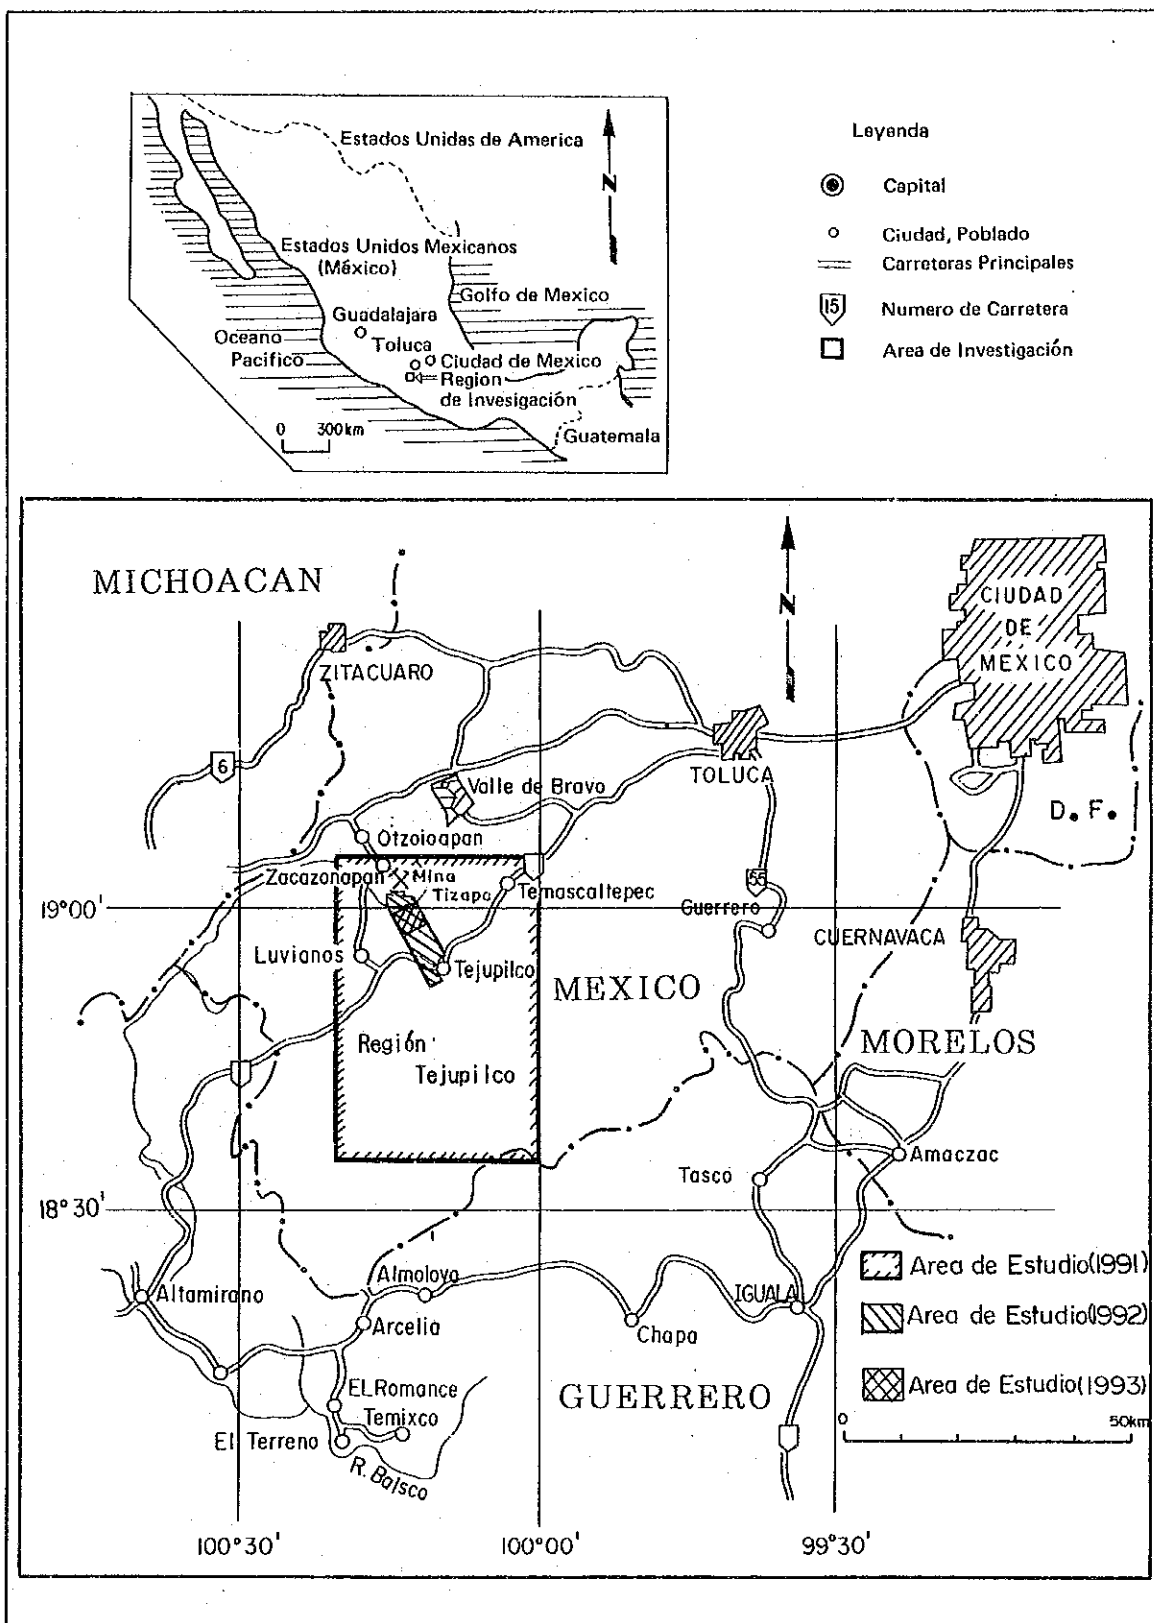 Estados Unidas de America
N
Estados Unidos Mexicanos
(México)
Golfo de Mexico
Guadalajara
Oceano
Pacifico
Toluca
Ciudad de Mexico
Region
de Invesigación
0 300km
Guatemala
Leyenda
Capital
Ciudad, Poblado
Carreteras Principales
15 Numero de Carretera
Area de Investigación
MICHOACAN
N
CIUDAD
DE
MEXICO
ZITACUARO
6
TOLUCA
Valle de Bravo
D. F.
Otzoloapan
Zacazonapan
Mina
Tizapa
Temascaltepec
55
19°00'
Guerrero
CUERNAVACA
Luvianos
Tejupilco
MEXICO
MORELOS
Región
Tejupilco
Amaczac
Tasco
18°30'
Area de Estudio(1991)
Almoloya
Altamirano
IGUALA
Area de Estudio(1992)
Arcelia
Chapa
EL Romance
GUERRERO
Area de Estudio(1993)
Temixco
0 50km
El Terreno
R. Balsco
100°30' 100°00' 99°30'